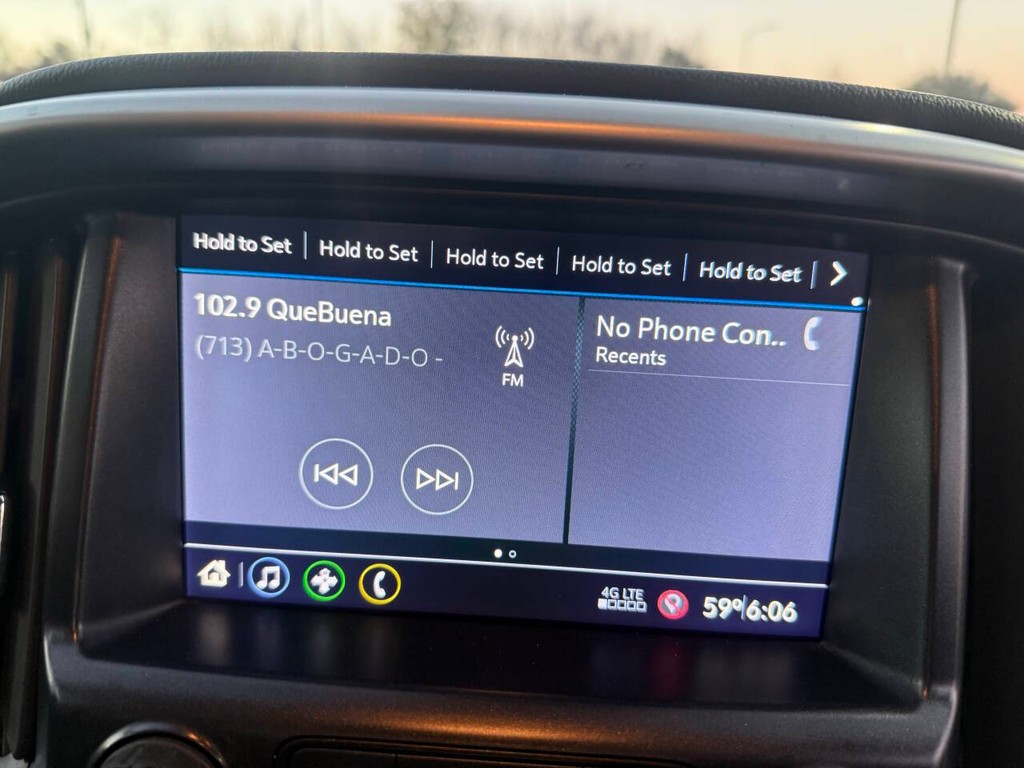 Hold to Set Hold to Set Hold to Set Hold to Set Hold to Set
102.9 QueBuena
(713) A-B-O-G-A-D-O -
FM
No Phone Con..
Recents
4G LTE
59° 6:06